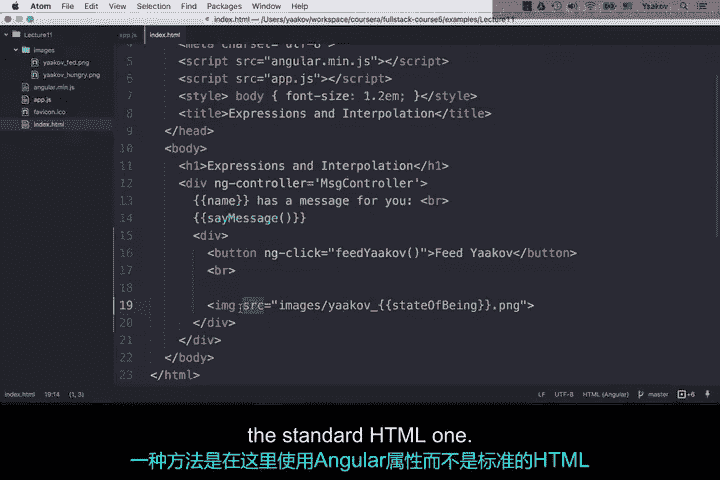 Atom File Edit View Selection Find Packages Window Help Yaakov
index.html — /Users/yaakov/workspace/coursera/fullstack-course5/examples/Lecture11
Lecture11
images
yaakov_fed.png
yaakov_hungry.png
angular.min.js
app.js
favicon.ico
index.html
app.js index.html
4 <meta charset="utf-8">
5 <script src="angular.min.js"></script>
6 <script src="app.js"></script>
7 <style> body { font-size: 1.2em; }</style>
8 <title>Expressions and Interpolation</title>
9 </head>
10 <body>
11 <h1>Expressions and Interpolation</h1>
12 <div ng-controller='MsgController'>
13 {{name}} has a message for you: <br>
14 {{sayMessage()}}
15 <div>
16 <button ng-click="feedYaakov()">Feed Yaakov</button>
17 <br>
18
19 <img src="images/yaakov_{{stateOfBeing}}.png">
20 </div>
21 </div>
22 </body>
23 </html>
index.html 19:14 (1, 3) LF UTF-8 HTML (Angular) master +6
the standard HTML one.
一种方法是在这里使用Angular属性而不是标准的HTML